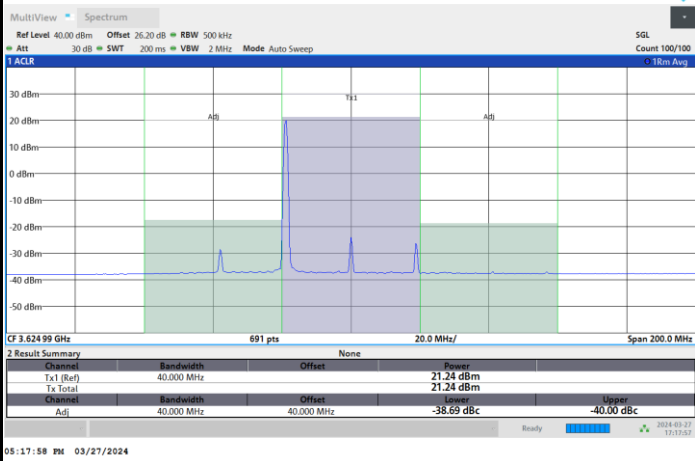 MultiView Spectrum
Ref Level 40.00 dBm Offset 26.20 dB RBW 500 kHz SGL
Att 30 dB SWT 200 ms VBW 2 MHz Mode Auto Sweep Count 100/100
1 ACLR 1Rm Avg
30 dBm
Tx1
20 dBm
Adj Adj
10 dBm
0 dBm
-10 dBm
-20 dBm
-30 dBm
-40 dBm
-50 dBm
CF 3.624 99 GHz 691 pts 20.0 MHz/ Span 200.0 MHz
2 Result Summary None
Channel Bandwidth Offset Power
Tx1 (Ref) 40.000 MHz 21.24 dBm
Tx Total 21.24 dBm
Channel Bandwidth Offset Lower Upper
Adj 40.000 MHz 40.000 MHz -38.69 dBc -40.00 dBc
Ready 2024-03-27
17:17:57
05:17:58 PM 03/27/2024